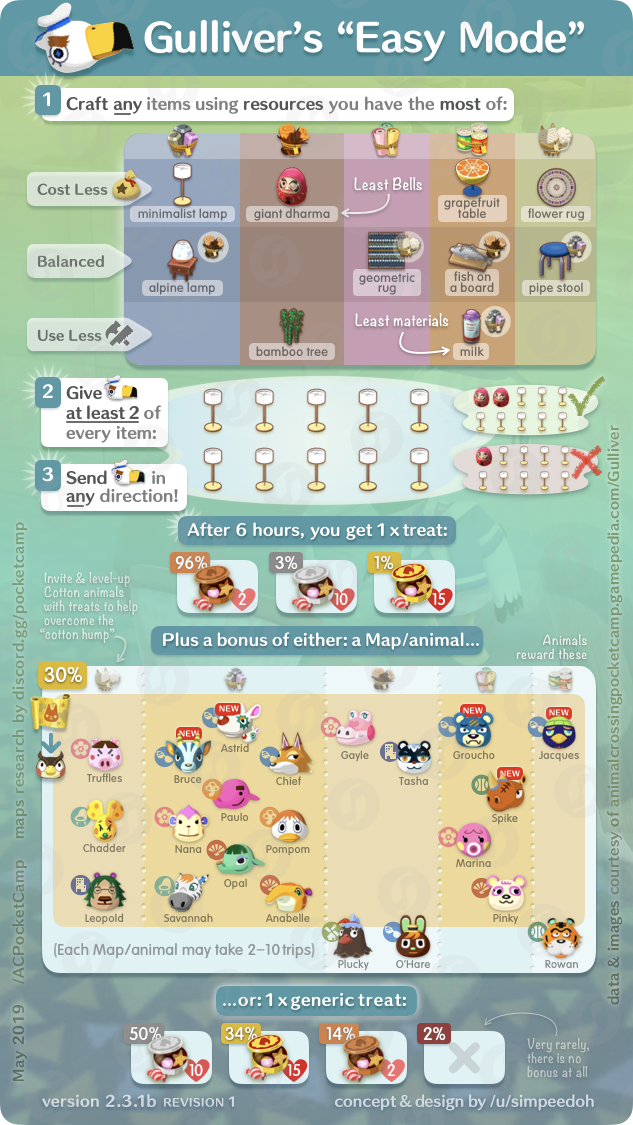 Gulliver's "Easy Mode"
1 Craft any items using resources you have the most of:
Cost Less
minimalist lamp
giant dharma
Least Bells
grapefruit
table
flower rug
Balanced
alpine lamp
geometric
rug
fish on
a board
pipe stool
Use Less
bamboo tree
Least materials
milk
2 Give
at least 2 of
every item:
3 Send in
any direction!
After 6 hours, you get 1 x treat:
96% 2
3% 10
1% 15
Invite & level-up
Cotton animals
with treats to help
overcome the
"cotton hump"
Plus a bonus of either: a Map/animal...
Animals
reward these
30%
NEW
Astrid
NEW
Bruce
Chief
Truffles
Gayle
Tasha
NEW
Groucho
NEW
Jacques
Paulo
NEW
Spike
Chadder
Nana
Pompom
Marina
Opal
Leopold
Savannah
Anabelle
Pinky
(Each Map/animal may take 2–10 trips)
Plucky
O'Hare
Rowan
...or: 1 x generic treat:
50% 10
34% 15
14% 2
2%
Very rarely,
there is no
bonus at all
version 2.3.1b REVISION 1
concept & design by /u/simpeedoh
May 2019 /ACPocketCamp maps research by discord.gg/pocketcamp
data & images courtesy of animalcrossingpocketcamp.gamepedia.com/Gulliver